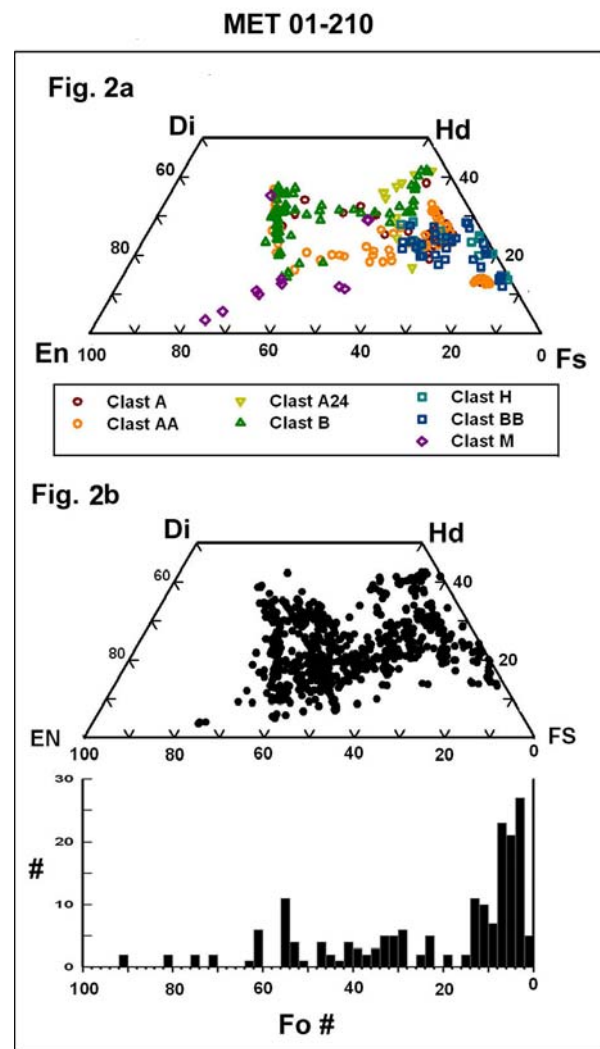 MET 01-210
Fig. 2a
Di Hd
60 40
80 20
En Fs
100 80 60 40 20 0
Clast A Clast A24 Clast H
Clast AA Clast B Clast BB
Clast M
Fig. 2b
Di Hd
60 40
80 20
EN FS
100 80 60 40 20 0
30
20
#
10
0
100 80 60 40 20 0
Fo #